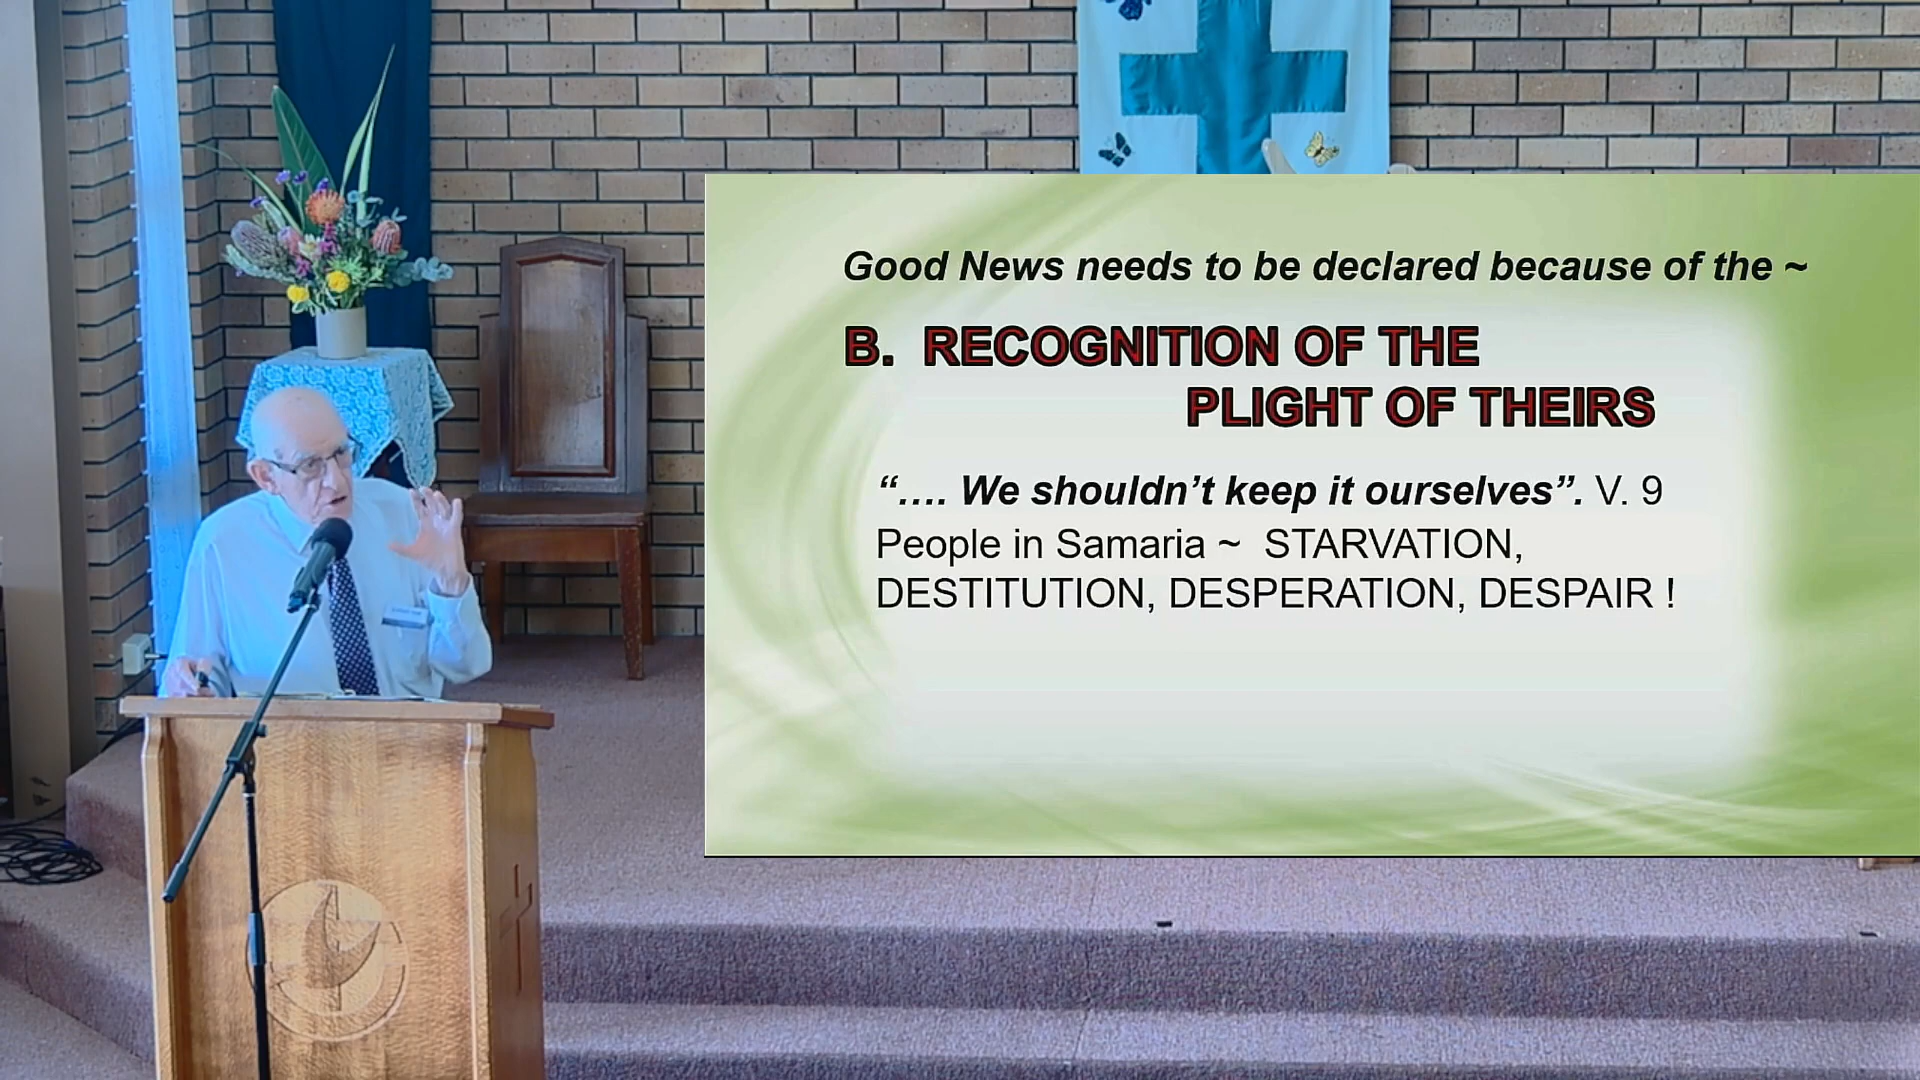 Good News needs to be declared because of the ~
B. RECOGNITION OF THE
PLIGHT OF THEIRS
“…. We shouldn’t keep it ourselves”. V. 9
People in Samaria ~ STARVATION,
DESTITUTION, DESPERATION, DESPAIR !